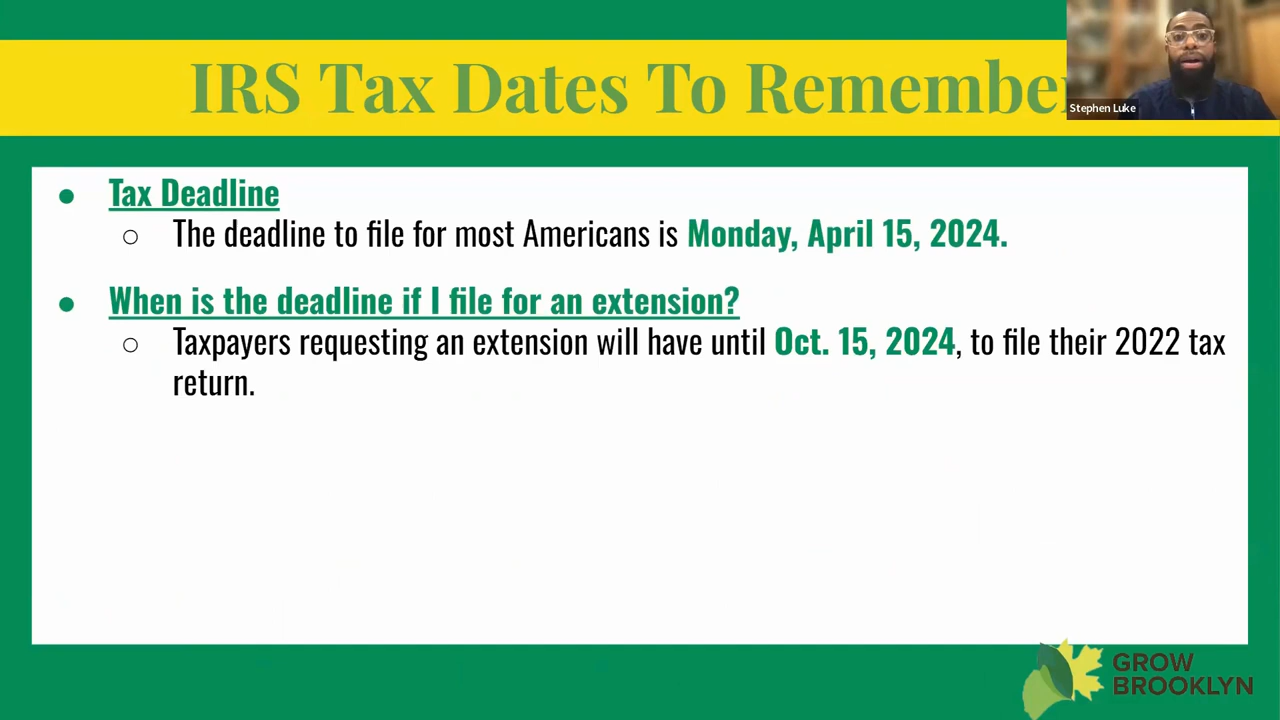 IRS Tax Dates To Remember
Stephen Luke
Tax Deadline
The deadline to file for most Americans is Monday, April 15, 2024.
When is the deadline if I file for an extension?
Taxpayers requesting an extension will have until Oct. 15, 2024, to file their 2022 tax
return.
GROW
BROOKLYN